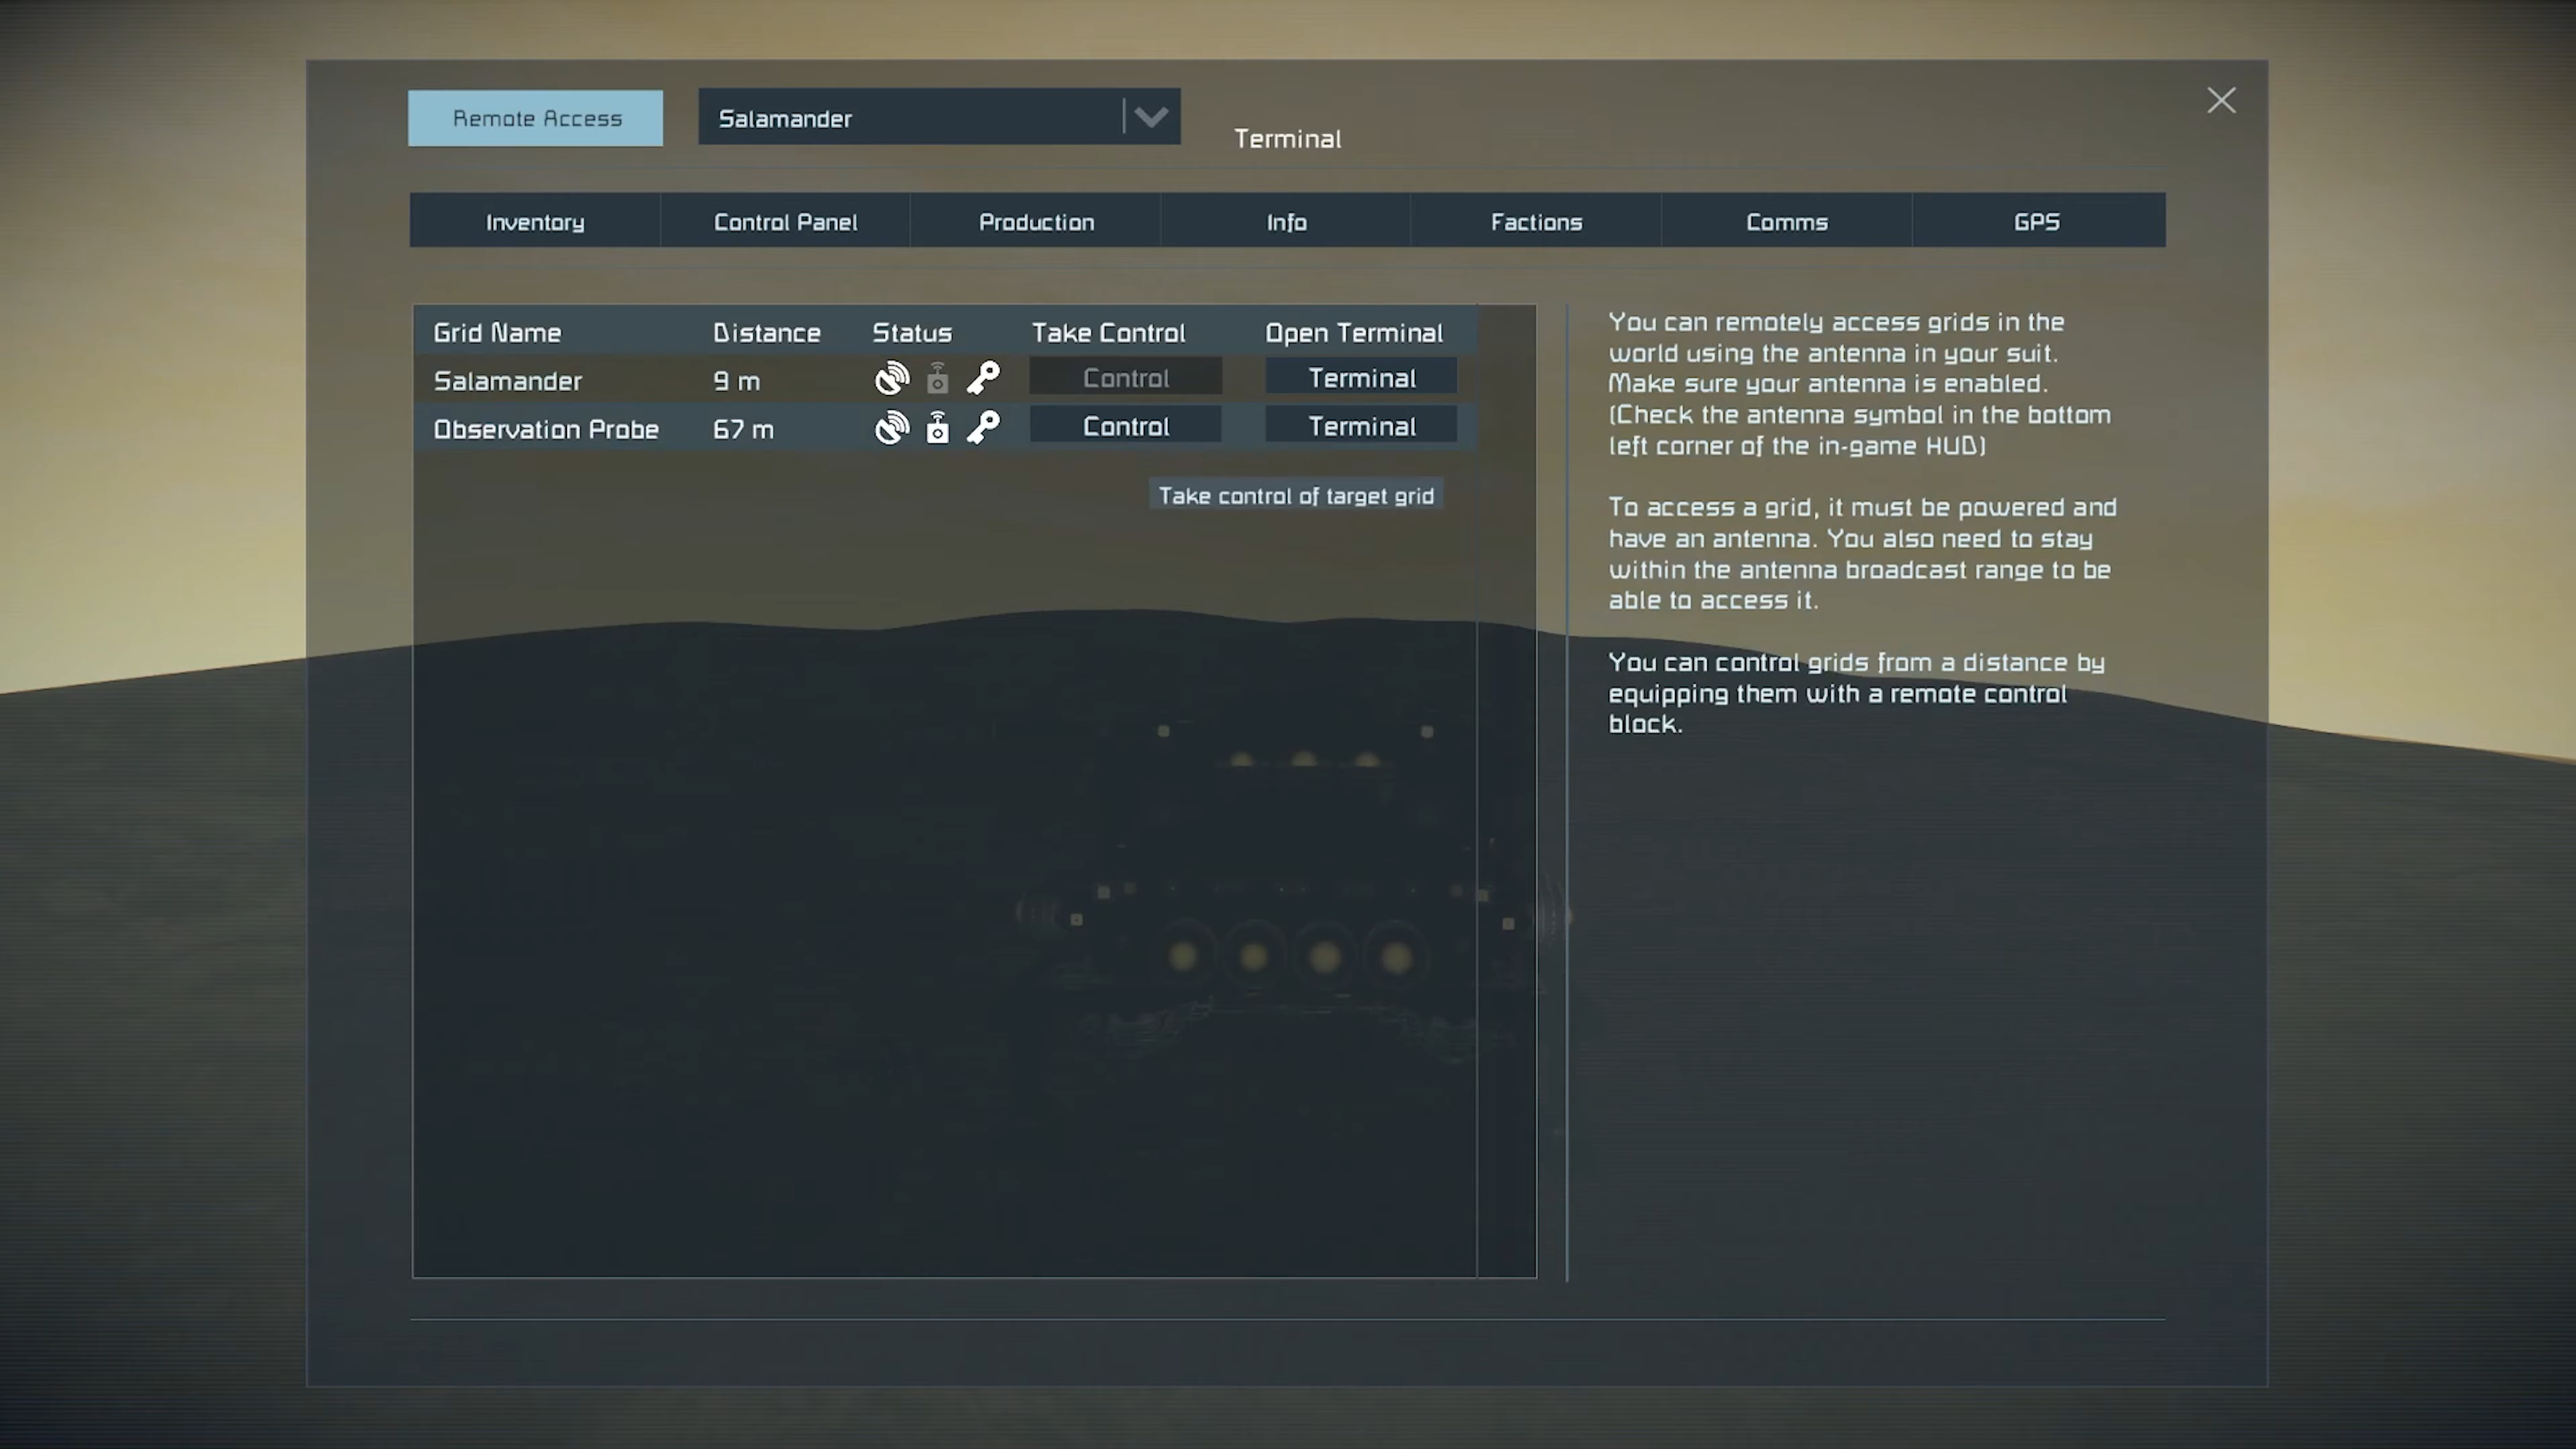 Remote Access
Salamander
Terminal
Inventory Control Panel Production Info Factions Comms GPS
Grid Name Distance Status Take Control Open Terminal
Salamander 9 m Control Terminal
Observation Probe 67 m Control Terminal
Take control of target grid
You can remotely access grids in the
world using the antenna in your suit.
Make sure your antenna is enabled.
(Check the antenna symbol in the bottom
left corner of the in-game HUD)
To access a grid, it must be powered and
have an antenna. You also need to stay
within the antenna broadcast range to be
able to access it.
You can control grids from a distance by
equipping them with a remote control
block.